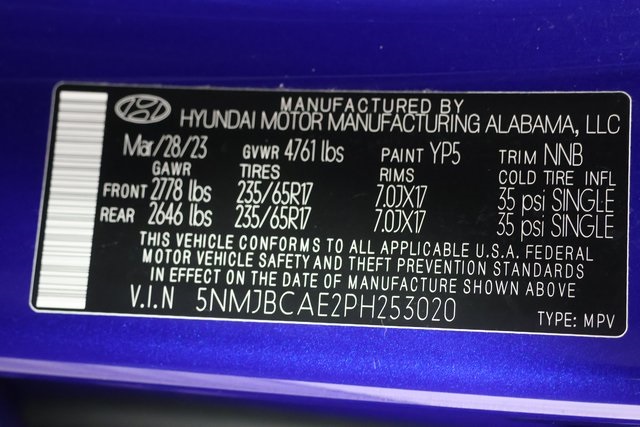 MANUFACTURED BY
HYUNDAI MOTOR MANUFACTURING ALABAMA, LLC
Mar/28/23 GVWR 4761 lbs PAINT YP5 TRIM NNB
GAWR TIRES RIMS COLD TIRE INFL
FRONT 2778 lbs 235/65R17 7.0JX17 35 psi SINGLE
REAR 2646 lbs 235/65R17 7.0JX17 35 psi SINGLE
THIS VEHICLE CONFORMS TO ALL APPLICABLE U.S.A. FEDERAL
MOTOR VEHICLE SAFETY AND THEFT PREVENTION STANDARDS
IN EFFECT ON THE DATE OF MANUFACTURE SHOWN ABOVE
V.I.N 5NMJBCAE2PH253020 TYPE: MPV